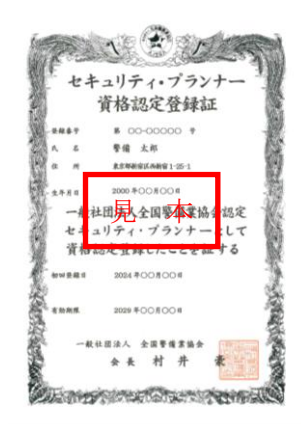 セキュリティ・プランナー
資格認定登録証
登録番号 第 〇〇-〇〇〇〇〇 号
氏名 警備 太郎
住所 東京都新宿区西新宿1-25-1
生年月日 2000年〇〇月〇〇日
見本
一般社団法人全国警備業協会認定
セキュリティ・プランナーとして
資格認定登録したことを証する
初回登録日 2024年〇〇月〇〇日
有効期限 2029年〇〇月〇〇日
一般社団法人 全国警備業協会
会長 村井